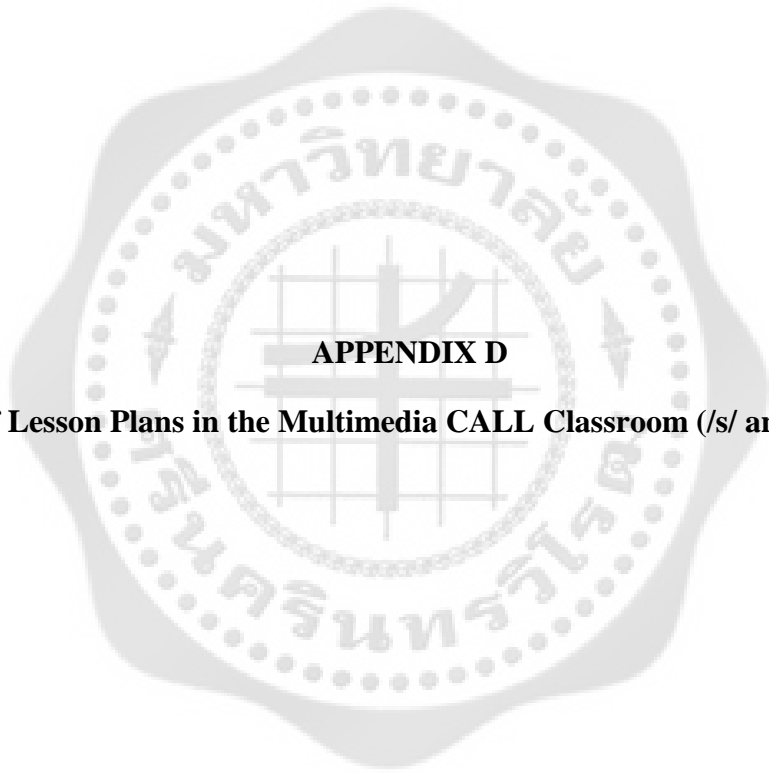 มหาวิทยาลัย
APPENDIX D
Lesson Plans in the Multimedia CALL Classroom (/s/
ศรีนครินทรวิโรฒ